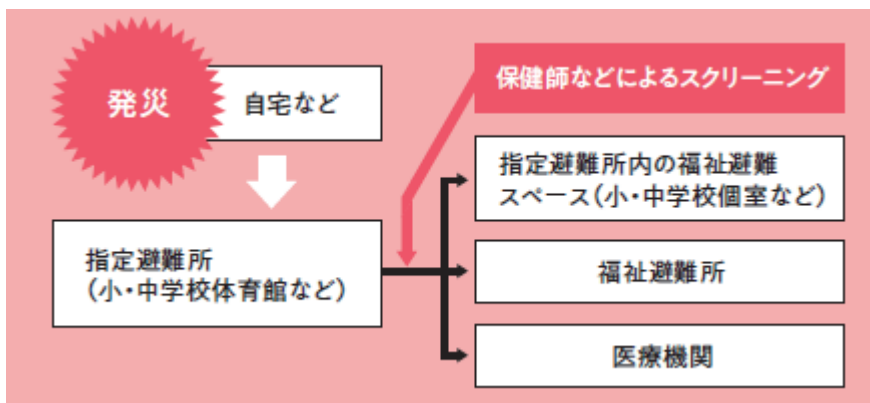 発災
自宅など
指定避難所
（小・中学校体育館など）
保健師などによるスクリーニング
指定避難所内の福祉避難
スペース（小・中学校個室など）
福祉避難所
医療機関